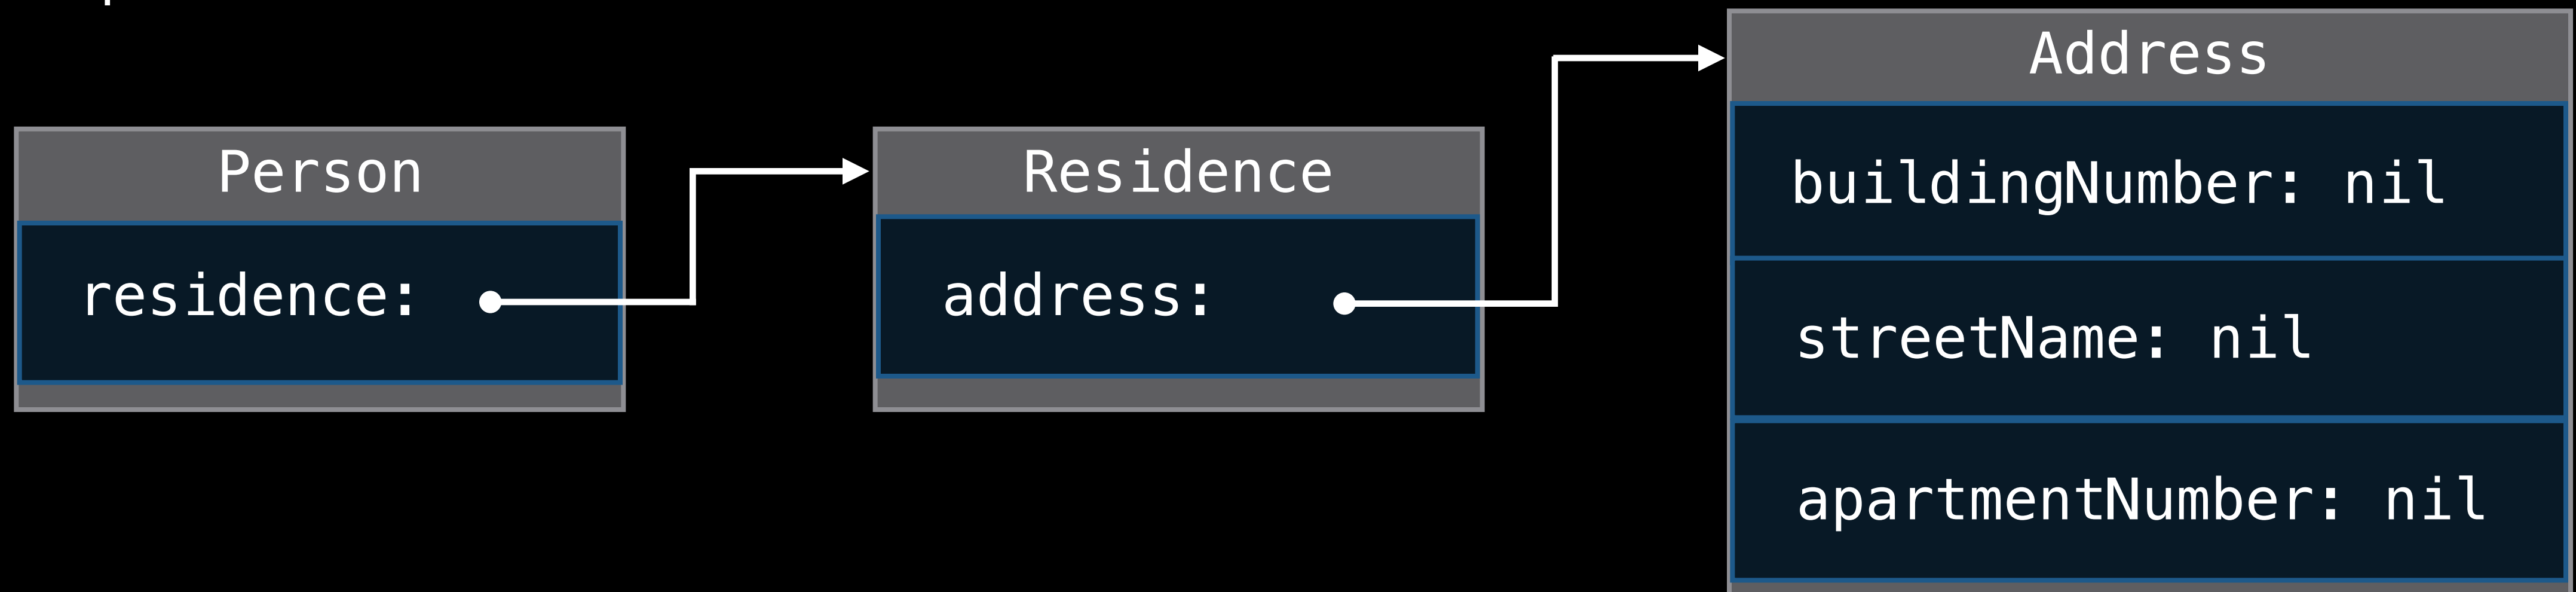 Person
residence:
Residence
address:
Address
buildingNumber: nil
streetName: nil
apartmentNumber: nil